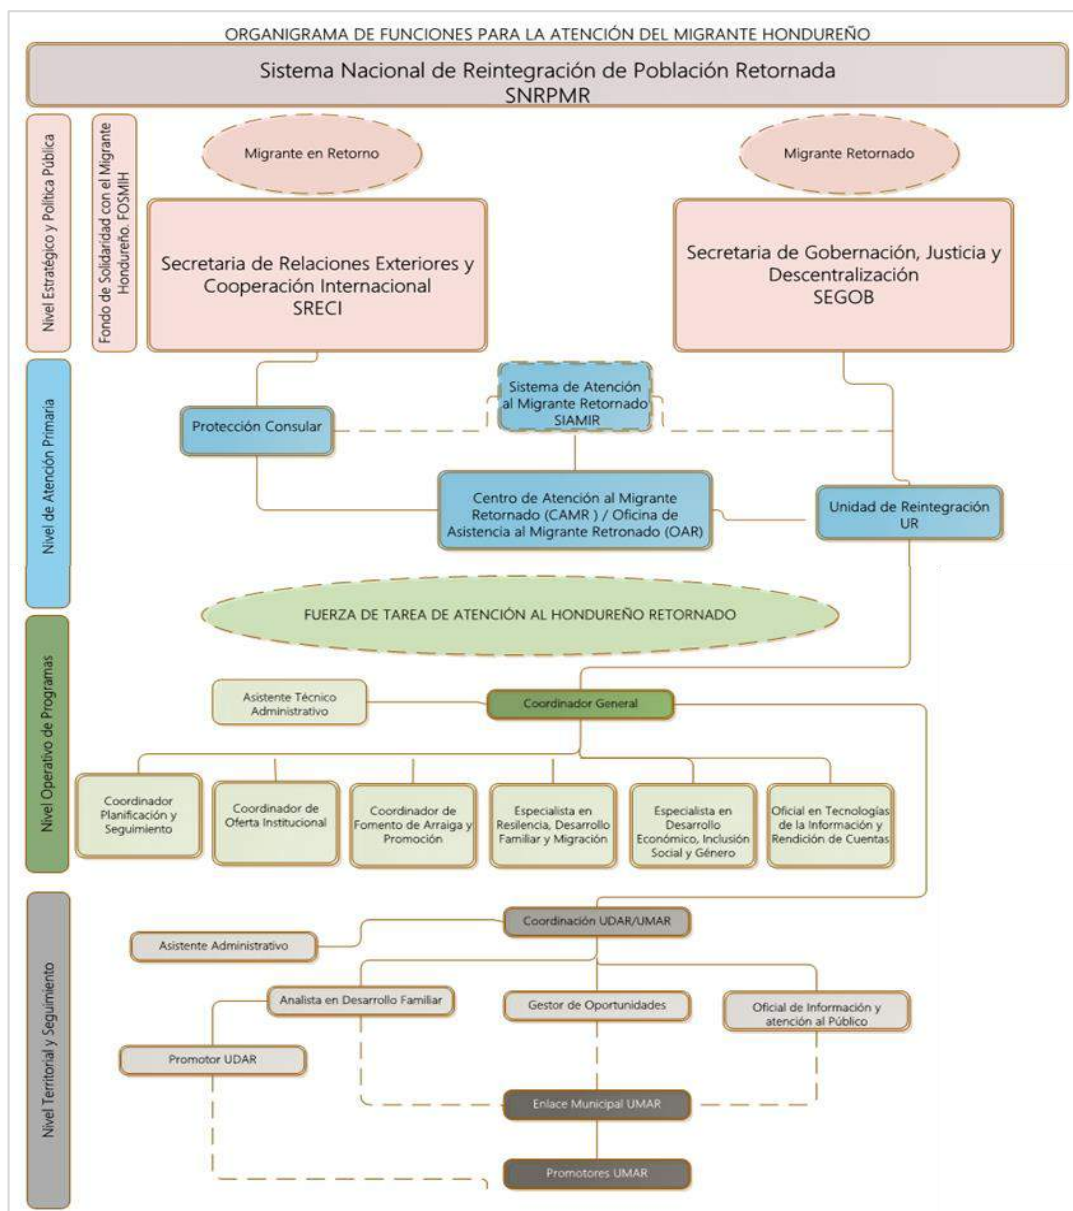 ORGANIGRAMA DE FUNCIONES PARA LA ATENCIÓN DEL MIGRANTE HONDUREÑO
Sistema Nacional de Reintegración de Población Retornada
SNRPMR
Nivel Estratégico y Política Pública
Fondo de Solidaridad con el Migrante
Hondureño. FOSMIH
Migrante en Retorno
Migrante Retornado
Secretaria de Relaciones Exteriores y
Cooperación Internacional
SRECI
Secretaria de Gobernación, Justicia y
Descentralización
SEGOB
Nivel de Atención Primaria
Sistema de Atención
al Migrante Retornado
SIAMIR
Protección Consular
Centro de Atención al Migrante
Retornado (CAMR ) / Oficina de
Asistencia al Migrante Retronado (OAR)
Unidad de Reintegración
UR
Nivel Operativo de Programas
FUERZA DE TAREA DE ATENCIÓN AL HONDUREÑO RETORNADO
Asistente Técnico
Administrativo
Coordinador General
Coordinador
Planificación y
Seguimiento
Coordinador de
Oferta Institucional
Coordinador de
Fomento de Arraiga y
Promoción
Especialista en
Resilencia, Desarrollo
Familiar y Migración
Especialista en
Desarrollo
Económico, Inclusión
Social y Género
Oficial en Tecnologías
de la Información y
Rendición de Cuentas
Nivel Territorial y Seguimiento
Coordinación UDAR/UMAR
Asistente Administrativo
Analista en Desarrollo Familiar
Gestor de Oportunidades
Oficial de Información y
atención al Público
Promotor UDAR
Enlace Municipal UMAR
Promotores UMAR